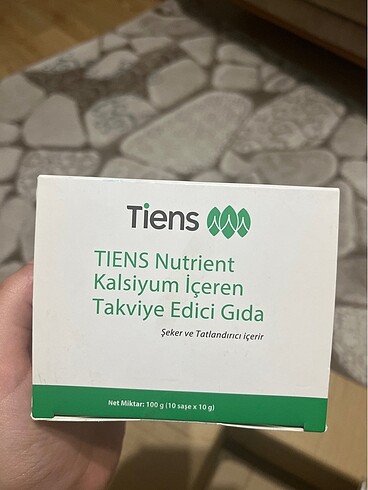 Tiens
TIENS Nutrient
Kalsiyum İçeren
Takviye Edici Gıda
Şeker ve Tatlandırıcı içerir
Net Miktar: 100 g (10 saşe x 10 g)